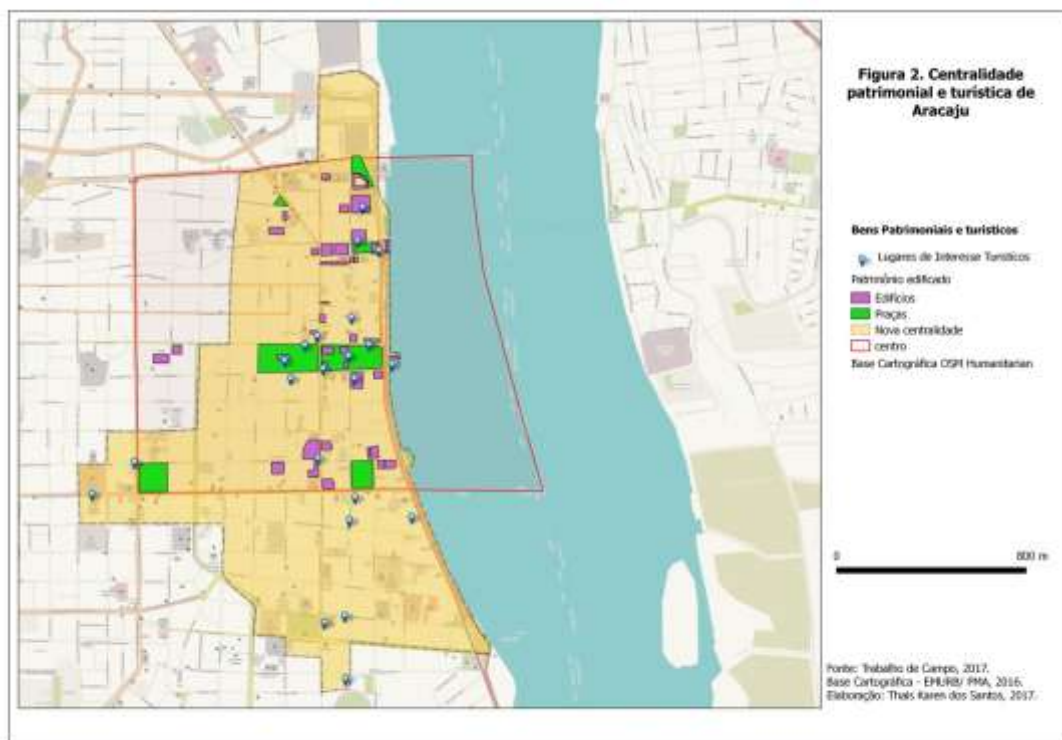 Figura 2. Centralidade
patrimonial e turística de
Aracaju
Bens Patrimoniais e turísticos
Lugares de Interesse Turísticos
Patrimônio edificado
Edifícios
Praças
Nova centralidade
centro
Base Cartográfica OSM Humanitarian
0
800 m
Fonte: Trabalho de Campo, 2017.
Base Cartográfica - EMURB/ PMA, 2016.
Elaboração: Thais Karen dos Santos, 2017.